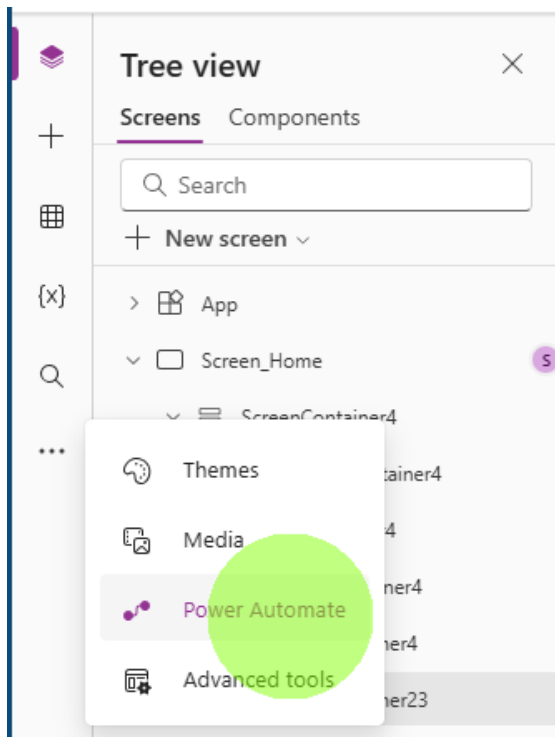 Tree view
Screens Components
Search
New screen
{x}
App
Screen_Home
S
ScreenContainer4
Themes
tainer4
Media
r4
Power Automate
ner4
ner4
Advanced tools
ner23